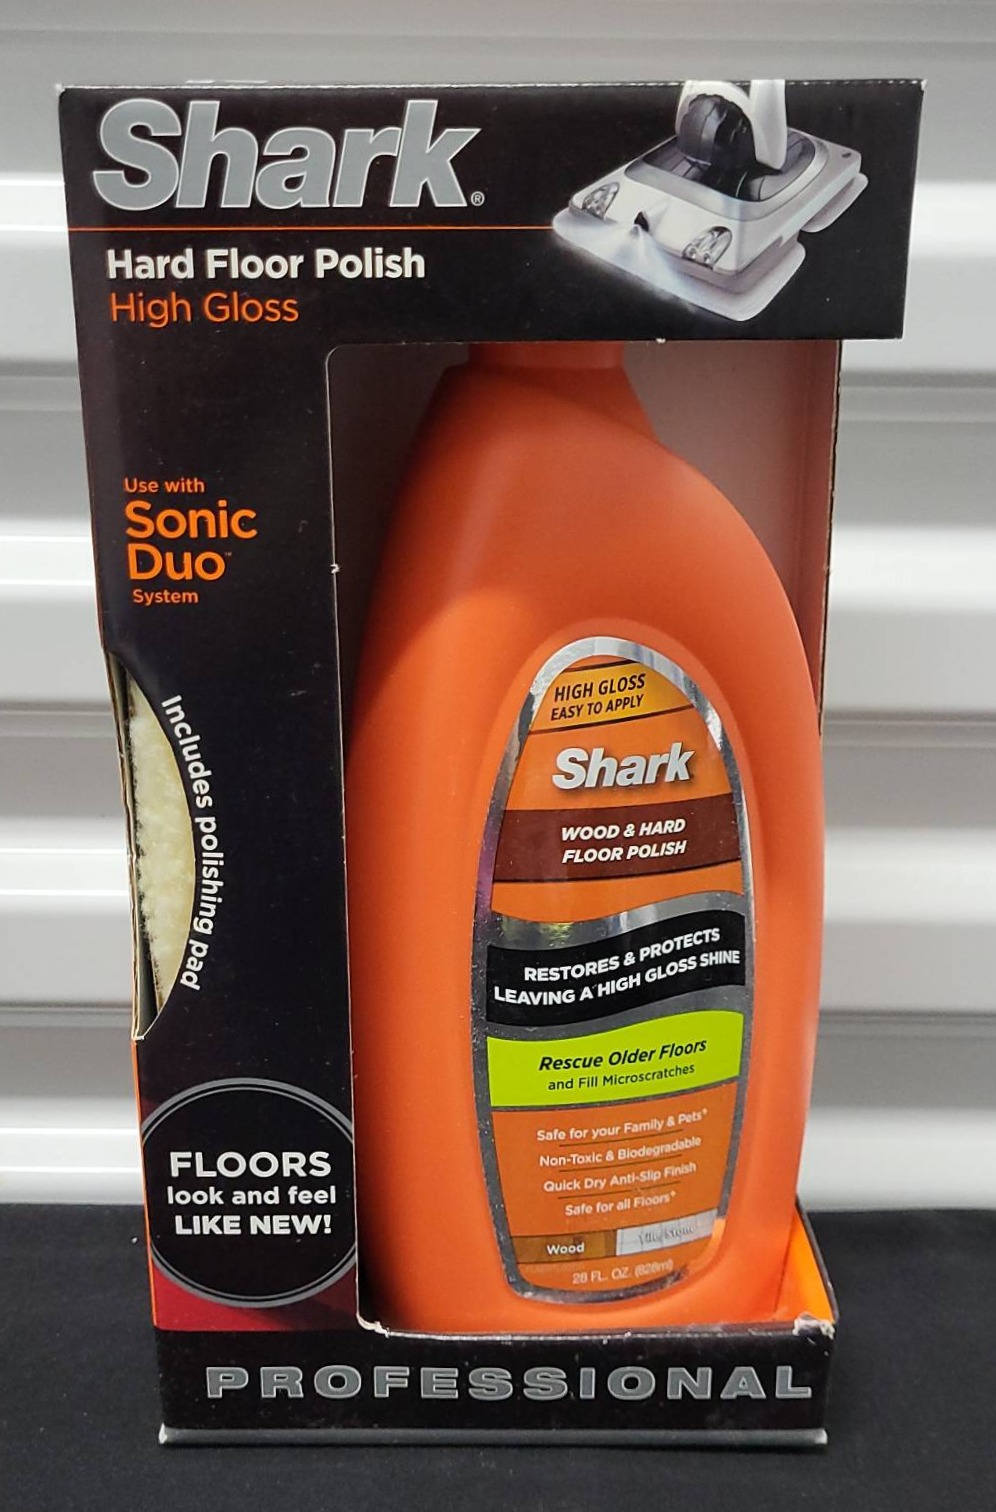 Shark®
Hard Floor Polish
High Gloss
Use with
Sonic
Duo™
System
Includes polishing pad
FLOORS
look and feel
LIKE NEW!
HIGH GLOSS
EASY TO APPLY
Shark
WOOD & HARD
FLOOR POLISH
RESTORES & PROTECTS
LEAVING A HIGH GLOSS SHINE
Rescue Older Floors
and Fill Microscratches
Safe for your Family & Pets*
Non-Toxic & Biodegradable
Quick Dry Anti-Slip Finish
Safe for all Floors*
Wood
Tile, Stone
28 FL. OZ. (828ml)
PROFESSIONAL